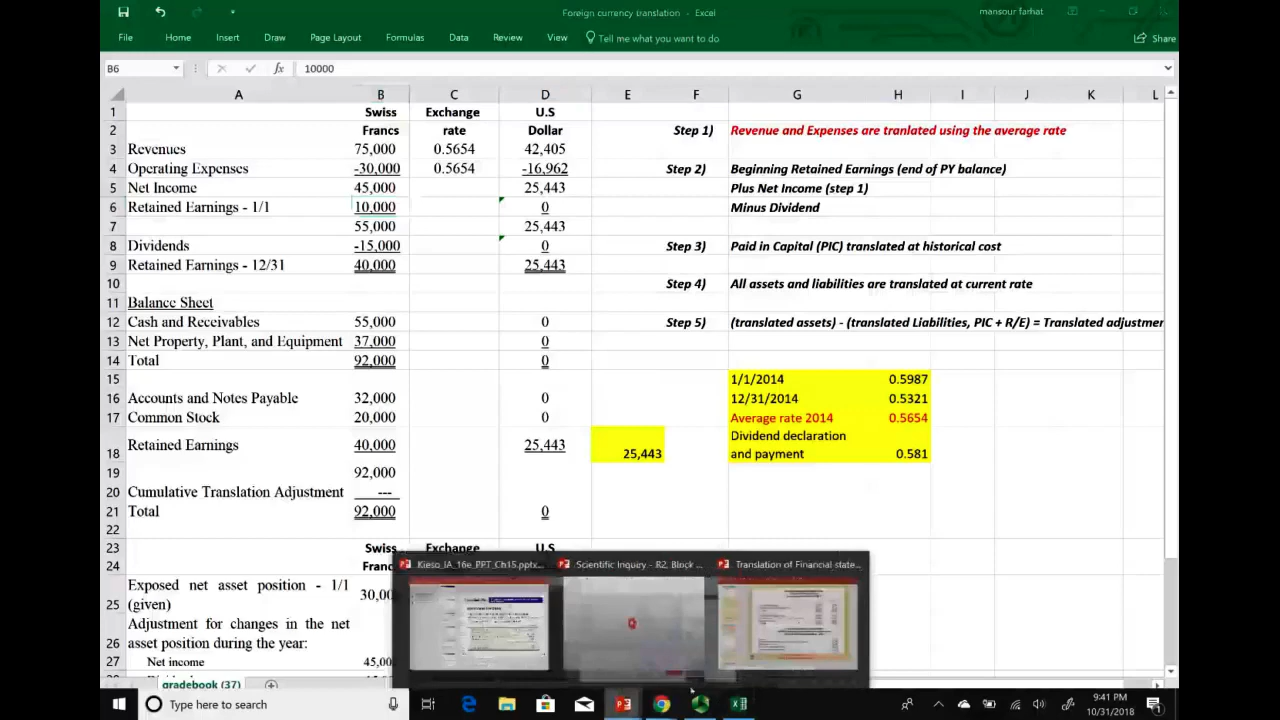 Foreign currency translation - Excel
mansour farhat
File Home Insert Draw Page Layout Formulas Data Review View Tell me what you want to do Share
B6 fx 10000
A B C D E F G H I J K L
1 Swiss Exchange U.S
2 Francs rate Dollar Step 1) Revenue and Expenses are tranlated using the average rate
3 Revenues 75,000 0.5654 42,405
4 Operating Expenses -30,000 0.5654 -16,962 Step 2) Beginning Retained Earnings (end of PY balance)
5 Net Income 45,000 25,443 Plus Net Income (step 1)
6 Retained Earnings - 1/1 10,000 0 Minus Dividend
7 55,000 25,443
8 Dividends -15,000 0 Step 3) Paid in Capital (PIC) translated at historical cost
9 Retained Earnings - 12/31 40,000 25,443
10 Step 4) All assets and liabilities are translated at current rate
11 Balance Sheet
12 Cash and Receivables 55,000 0 Step 5) (translated assets) - (translated Liabilities, PIC + R/E) = Translated adjustmer
13 Net Property, Plant, and Equipment 37,000 0
14 Total 92,000 0
15 1/1/2014 0.5987
16 Accounts and Notes Payable 32,000 0 12/31/2014 0.5321
17 Common Stock 20,000 0 Average rate 2014 0.5654
Dividend declaration
18 Retained Earnings 40,000 25,443 25,443 and payment 0.581
19 92,000
20 Cumulative Translation Adjustment ---
21 Total 92,000 0
22
23 Swiss Exchange U.S
24 Franc
Exposed net asset position - 1/1
25 (given) 30,00
Adjustment for changes in the net
26 asset position during the year:
27 Net income 45,00
Kieso_IA_16e_PPT_Ch15.pptx... Scientific Inquiry - R2, Block ... Translation of Financial state...
gradebook (37)
Type here to search
9:41 PM
10/31/2018